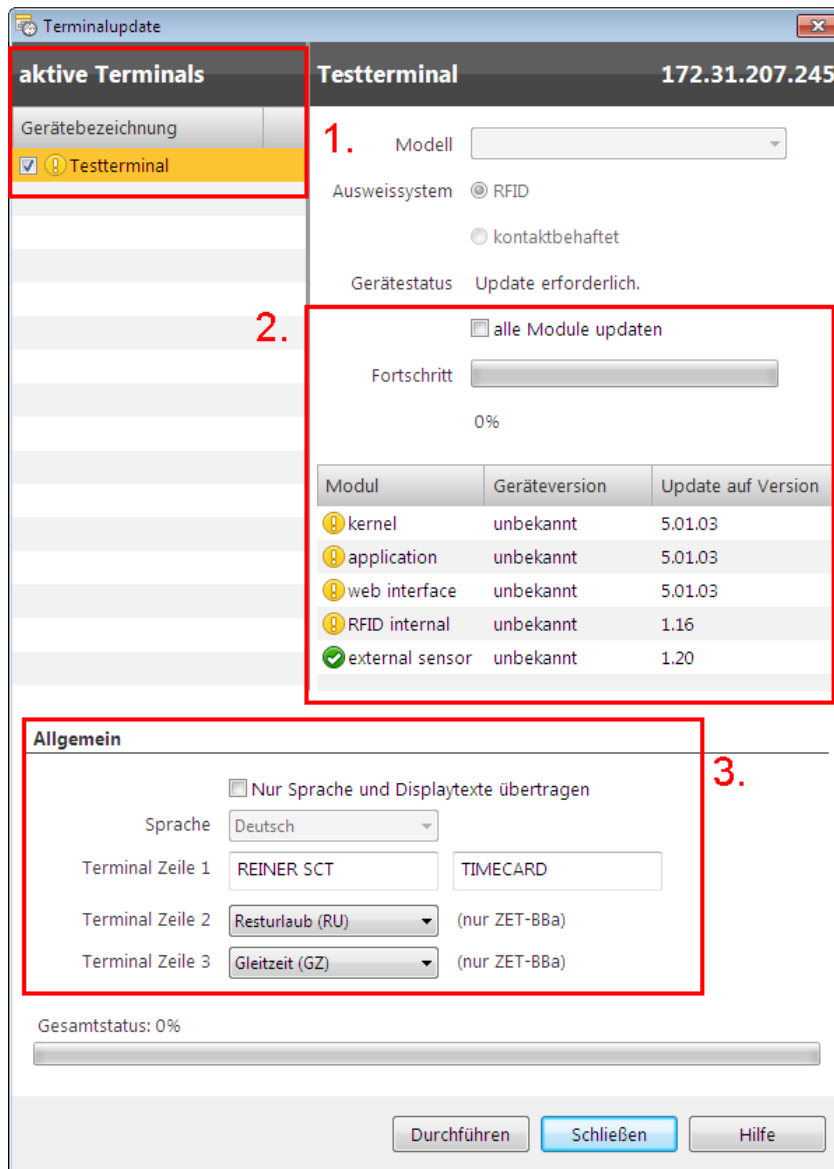 Terminalupdate
aktive Terminals
Testterminal 172.31.207.245
Gerätebezeichnung
Testterminal
1.
Modell
Ausweissystem RFID
kontaktbehaftet
Gerätestatus Update erforderlich.
2.
alle Module updaten
Fortschritt
0%
Modul Geräteversion Update auf Version
kernel unbekannt 5.01.03
application unbekannt 5.01.03
web interface unbekannt 5.01.03
RFID internal unbekannt 1.16
external sensor unbekannt 1.20
Allgemein
3.
Nur Sprache und Displaytexte übertragen
Sprache Deutsch
Terminal Zeile 1 REINER SCT TIMECARD
Terminal Zeile 2 Resturlaub (RU) (nur ZET-BBa)
Terminal Zeile 3 Gleitzeit (GZ) (nur ZET-BBa)
Gesamtstatus: 0%
Durchführen Schließen Hilfe